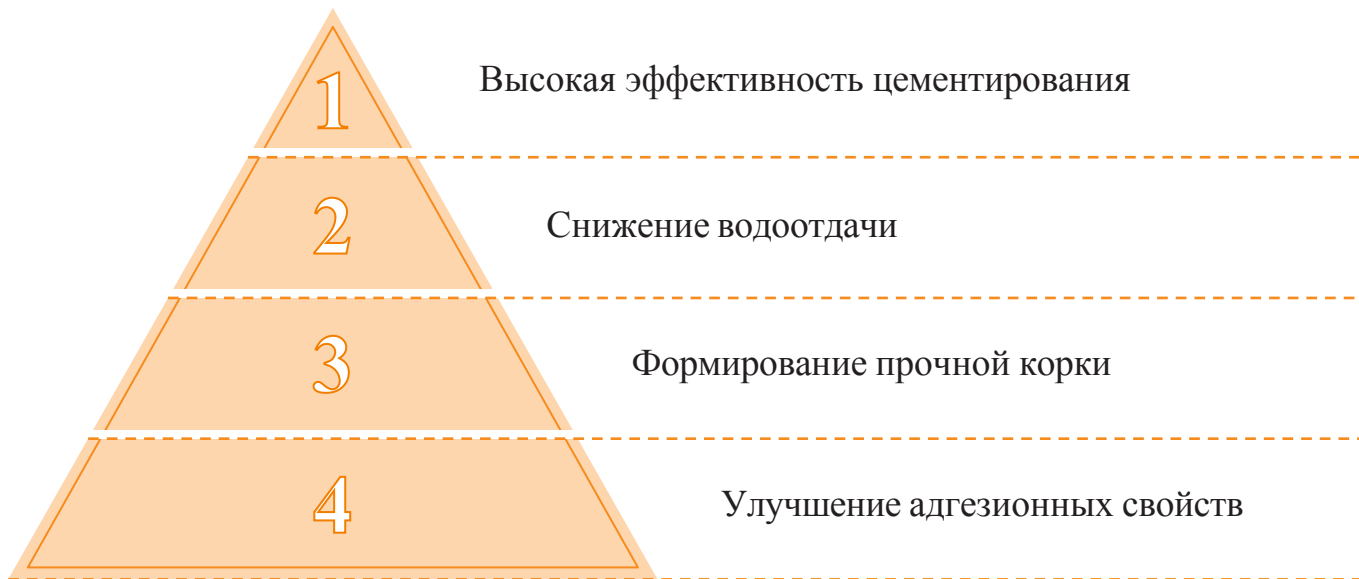 1
Высокая эффективность цементирования
2
Снижение водоотдачи
3
Формирование прочной корки
4
Улучшение адгезионных свойств